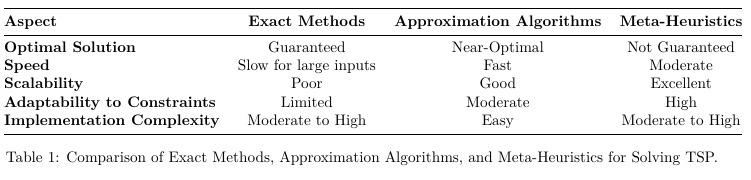 Aspect Exact Methods Approximation Algorithms Meta-Heuristics
Optimal Solution Guaranteed Near-Optimal Not Guaranteed
Speed Slow for large inputs Fast Moderate
Scalability Poor Good Excellent
Adaptability to Constraints Limited Moderate High
Implementation Complexity Moderate to High Easy Moderate to High
Table 1: Comparison of Exact Methods, Approximation Algorithms, and Meta-Heuristics for Solving TSP.